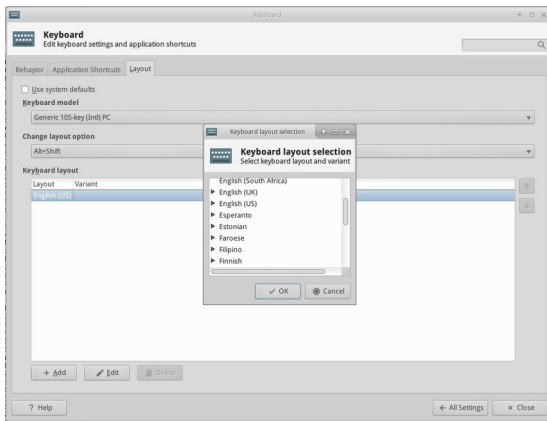 Keyboard
Keyboard
Edit keyboard settings and application shortcuts
Behavior Application Shortcuts Layout
Use system defaults
Keyboard model
Generic 105-key (Intl) PC
Change layout option
Alt+Shift
Keyboard layout
Layout Variant
English (US)
Keyboard layout selection
Keyboard layout selection
Select keyboard layout and variant
English (South Africa)
English (UK)
English (US)
Esperanto
Estonian
Faroese
Filipino
Finnish
OK Cancel
+ Add Edit Delete
? Help All Settings Close